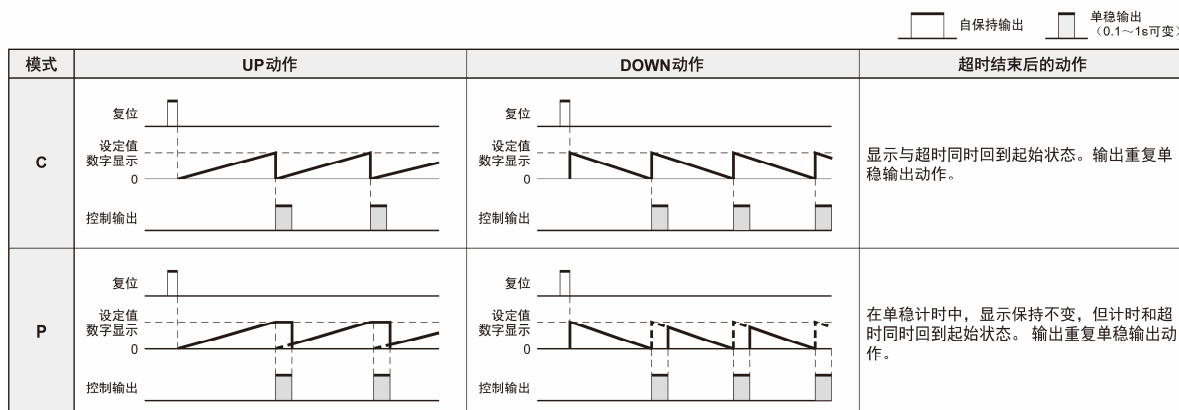 自保持输出
单稳输出
（0.1～1s可变）
模式 UP动作 DOWN动作 超时结束后的动作
C
复位
设定值
数字显示
0
控制输出
复位
设定值
数字显示
0
控制输出
显示与超时同时回到起始状态。输出重复单
稳输出动作。
P
复位
设定值
数字显示
0
控制输出
复位
设定值
数字显示
0
控制输出
在单稳计时中，显示保持不变，但计时和超
时同时回到起始状态。 输出重复单稳输出动
作。